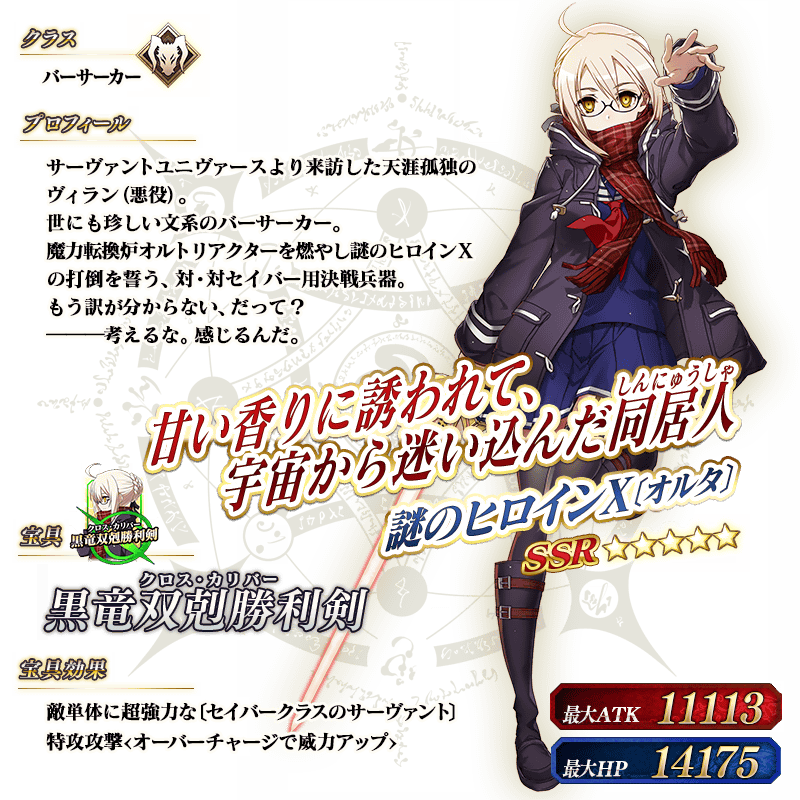 クラス
バーサーカー
プロフィール
サーヴァントユニヴァースより来訪した天涯孤独の
ヴィラン(悪役)。
世にも珍しい文系のバーサーカー。
魔力転換炉オルトリアクターを燃やし謎のヒロインX
の打倒を誓う、対・対セイバー用決戦兵器。
もう訳が分からない、だって？
———考えるな。感じるんだ。
甘い香りに誘われて、
しんにゅうしゃ
宇宙から迷い込んだ同居人
謎のヒロインX〔オルタ〕
SSR ☆☆☆☆☆
宝具
クロス・カリバー
黒竜双剋勝利剣
クロス・カリバー
黒竜双剋勝利剣
宝具効果
敵単体に超強力な〔セイバークラスのサーヴァント〕
特攻攻撃<オーバーチャージで威力アップ>
最大ATK 11113
最大HP 14175